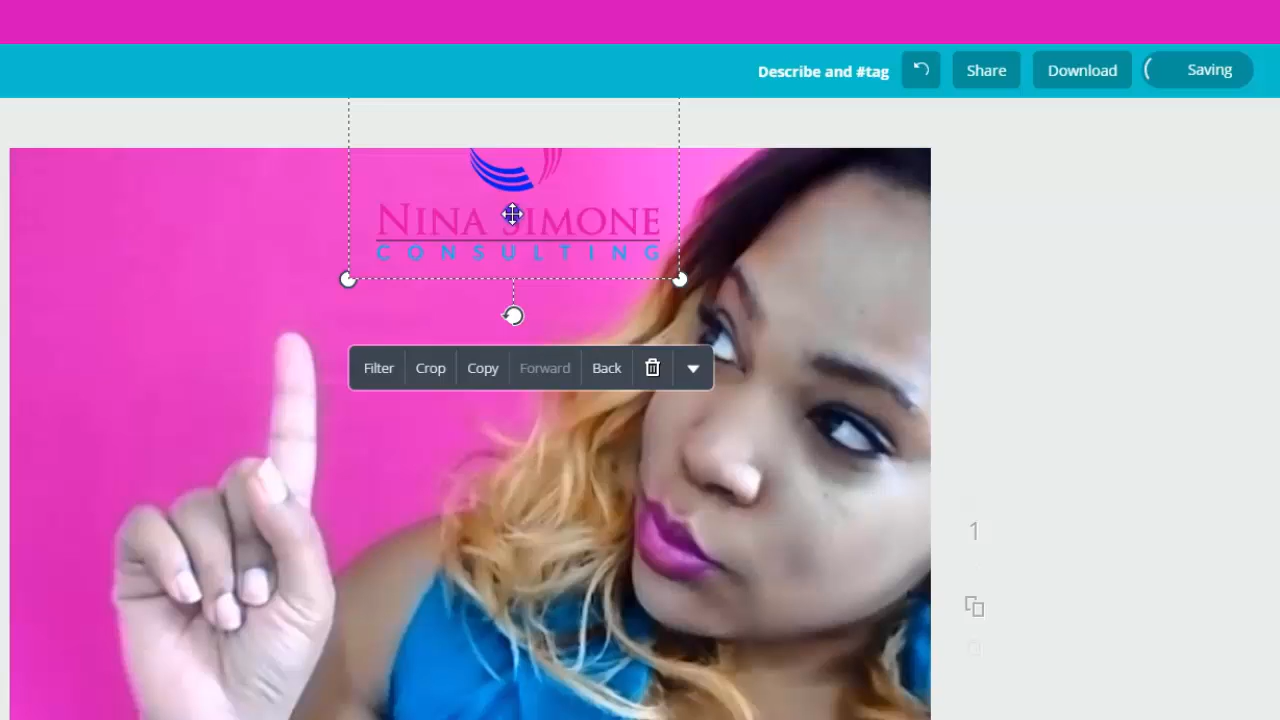 Describe and #tag
Share
Download
Saving
NINA SIMONE
CONSULTING
Filter
Crop
Copy
Forward
Back
1